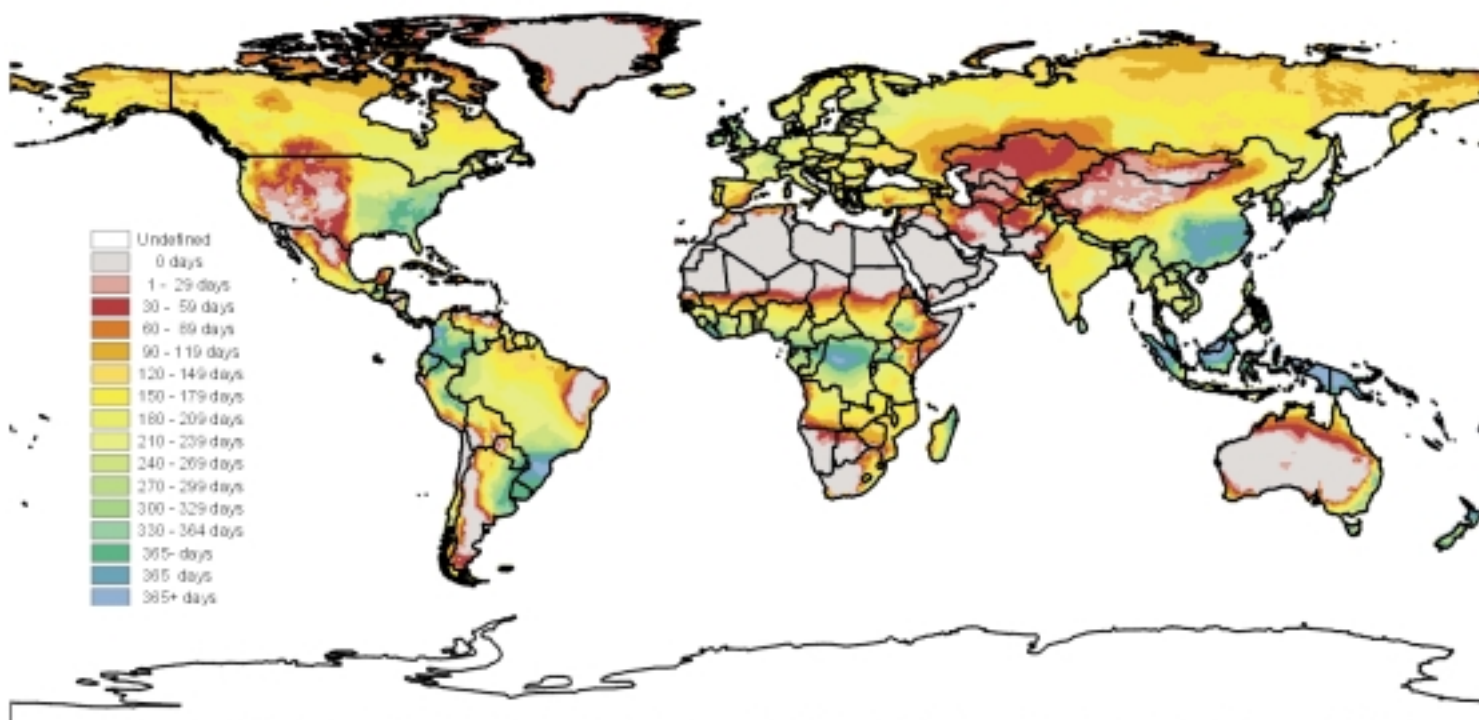 Undefined
0 days
1 - 29 days
30 - 59 days
60 - 89 days
90 - 119 days
120 - 149 days
150 - 179 days
180 - 209 days
210 - 239 days
240 - 269 days
270 - 299 days
300 - 329 days
330 - 364 days
365- days
365 days
365+ days